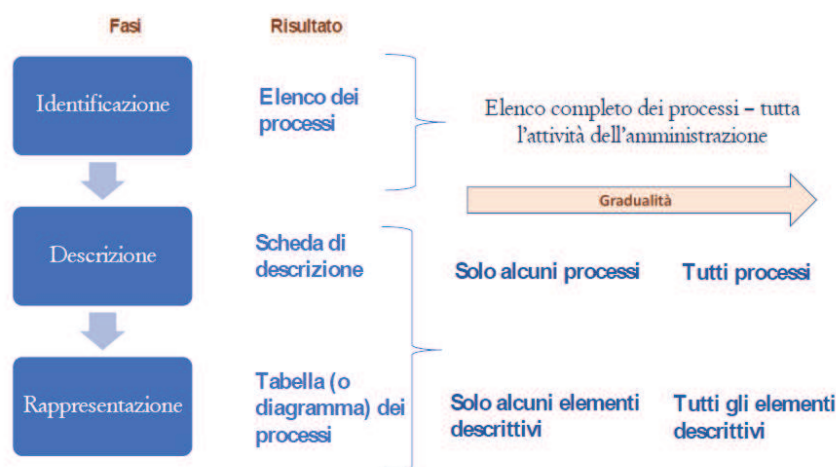 Fasi
Risultato
Identificazione
Elenco dei
processi
Elenco completo dei processi – tutta
l'attività dell'amministrazione
Gradualità
Descrizione
Scheda di
descrizione
Solo alcuni processi
Tutti processi
Rappresentazione
Tabella (o
diagramma) dei
processi
Solo alcuni elementi
descrittivi
Tutti gli elementi
descrittivi